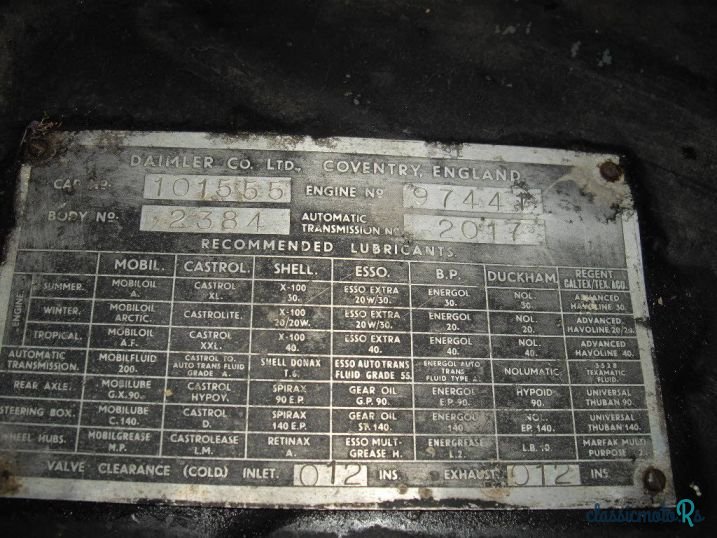 DAIMLER CO. LTD., COVENTRY, ENGLAND
CAR No. 101555 ENGINE No 9744
BODY No. 2384 AUTOMATIC TRANSMISSION No. 2017
RECOMMENDED LUBRICANTS.
MOBIL. CASTROL. SHELL. ESSO. B.P. DUCKHAM. REGENT CALTEX/TEX. ACO.
ENGINE
SUMMER. MOBILOIL A. CASTROL XL. X-100 30. ESSO EXTRA 20W/30. ENERGOL 30. NOL. 30. ADVANCED HAVOLINE 30.
WINTER. MOBILOIL ARCTIC. CASTROLITE. X-100 20/20W. ESSO EXTRA 20W/30. ENERGOL 20. NOL. 20. ADVANCED HAVOLINE 20/20.
TROPICAL. MOBILOIL A.F. CASTROL XXL. X-100 40. ESSO EXTRA 40. ENERGOL 40. NOL. 40. ADVANCED HAVOLINE 40.
AUTOMATIC TRANSMISSION. MOBILFLUID 200. CASTROL TQ. AUTO TRANS FLUID GRADE A. SHELL DONAX T.6. ESSO AUTO TRANS FLUID GRADE 55. ENERGOL AUTO TRANS FLUID TYPE A. NOLUMATIC. 3528 TEXAMATIC FLUID.
REAR AXLE. MOBILUBE G.X.90. CASTROL HYPOY. SPIRAX 90 E.P. GEAR OIL G.P. 90. ENERGOL E.P. 90. HYPOID 90. UNIVERSAL THUBAN 90.
STEERING BOX. MOBILUBE C.140. CASTROL D. SPIRAX 140 E.P. GEAR OIL ST. 140. ENERGOL 140 NOL. EP. 140. UNIVERSAL THUBAN 140.
WHEEL HUBS. MOBILGREASE M.P. CASTROLEASE L.M. RETINAX A. ESSO MULTI-GREASE H. ENERGREASE L.2. L.B. 10. MARFAK MULTI PURPOSE 2.
VALVE CLEARANCE (COLD) INLET. 012 INS. EXHAUST 012 INS
classicmotoRs